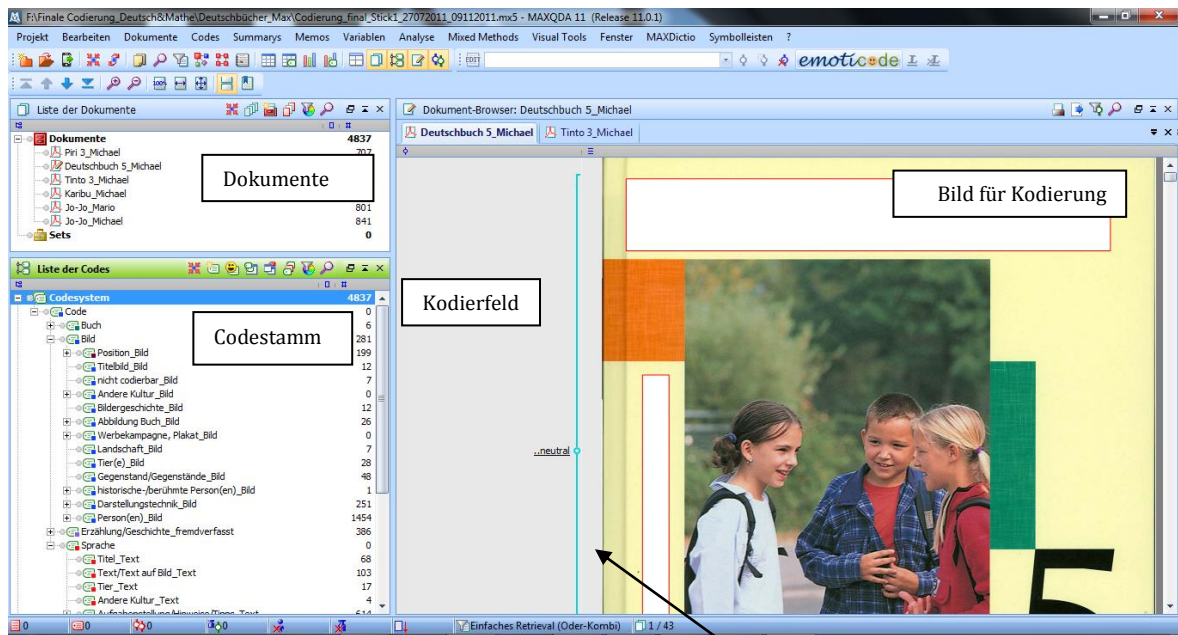 F:\Finale Codierung_Deutsch&Mathe\Deutschbücher_Max\Codierung_final_Stick1_27072011_09112011.mx5 - MAXQDA 11 (Release 11.0.1)
Projekt Bearbeiten Dokumente Codes Summarys Memos Variablen Analyse Mixed Methods Visual Tools Fenster MAXDictio Symbolleisten ?
EDIT
emoticode
100%
Liste der Dokumente
Dokumente 4837
Piri 3_Michael 707
Deutschbuch 5_Michael
Tinto 3_Michael
Karibu_Michael
Jo-Jo_Mario 801
Jo-Jo_Michael 841
Sets 0
Dokumente
Liste der Codes
Codesystem 4837
Code 0
Buch 6
Bild 281
Position_Bild 199
Titelbild_Bild 12
nicht codierbar_Bild 7
Andere Kultur_Bild 0
Bildergeschichte_Bild 12
Abbildung Buch_Bild 26
Werbekampagne, Plakat_Bild 0
Landschaft_Bild 7
Tier(e)_Bild 28
Gegenstand/Gegenstände_Bild 48
historische-/berühmte Person(en)_Bild 1
Darstellungstechnik_Bild 251
Person(en)_Bild 1454
Erzählung/Geschichte_fremdverfasst 386
Sprache 0
Titel_Text 68
Text/Text auf Bild_Text 103
Tier_Text 17
Andere Kultur_Text 4
Aufgabenstellung/Hinweise/Tipps_Text 614
Codestamm
Dokument-Browser: Deutschbuch 5_Michael
Deutschbuch 5_Michael Tinto 3_Michael
Bild für Kodierung
Kodierfeld
..neutral
5
0 0 0 0 Einfaches Retrieval (Oder-Kombi) 1 / 43